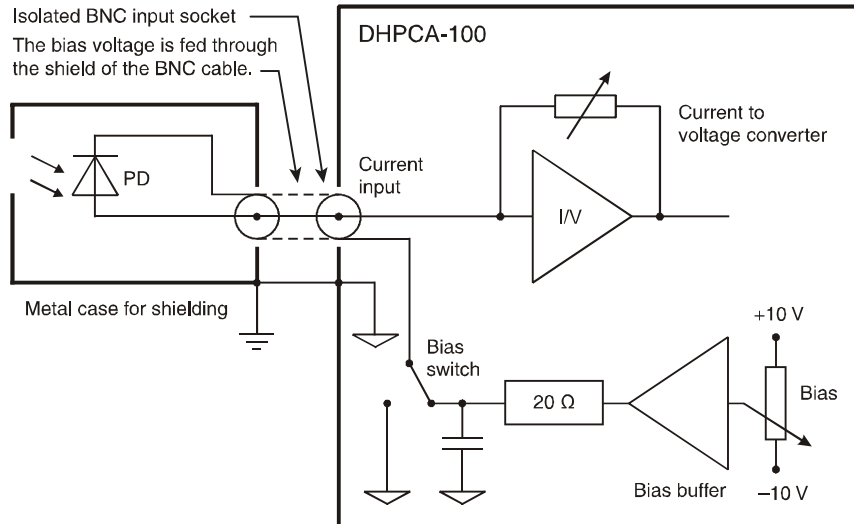 Isolated BNC input socket
The bias voltage is fed through
the shield of the BNC cable.
DHPCA-100
PD
Current
input
Current to
voltage converter
I/V
Metal case for shielding
Bias
switch
20 Ω
+10 V
Bias
–10 V
Bias buffer